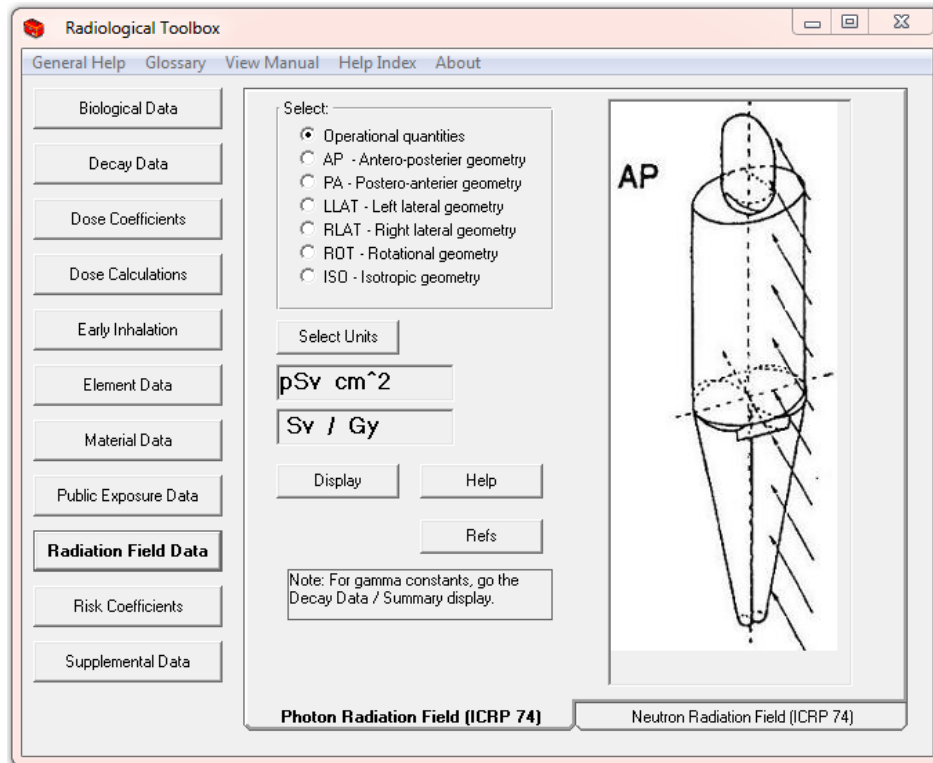 Radiological Toolbox
General Help Glossary View Manual Help Index About
Biological Data
Decay Data
Dose Coefficients
Dose Calculations
Early Inhalation
Element Data
Material Data
Public Exposure Data
Radiation Field Data
Risk Coefficients
Supplemental Data
Select:
Operational quantities
AP - Antero-posterier geometry
PA - Postero-anterier geometry
LLAT - Left lateral geometry
RLAT - Right lateral geometry
ROT - Rotational geometry
ISO - Isotropic geometry
Select Units
pSv cm^2
Sv / Gy
Display Help
Refs
Note: For gamma constants, go the
Decay Data / Summary display.
AP
Photon Radiation Field (ICRP 74) Neutron Radiation Field (ICRP 74)